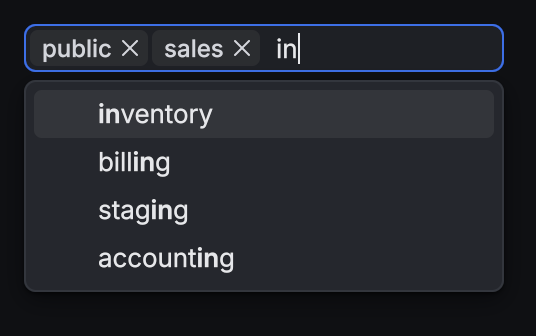 public sales in
inventory
billing
staging
accounting